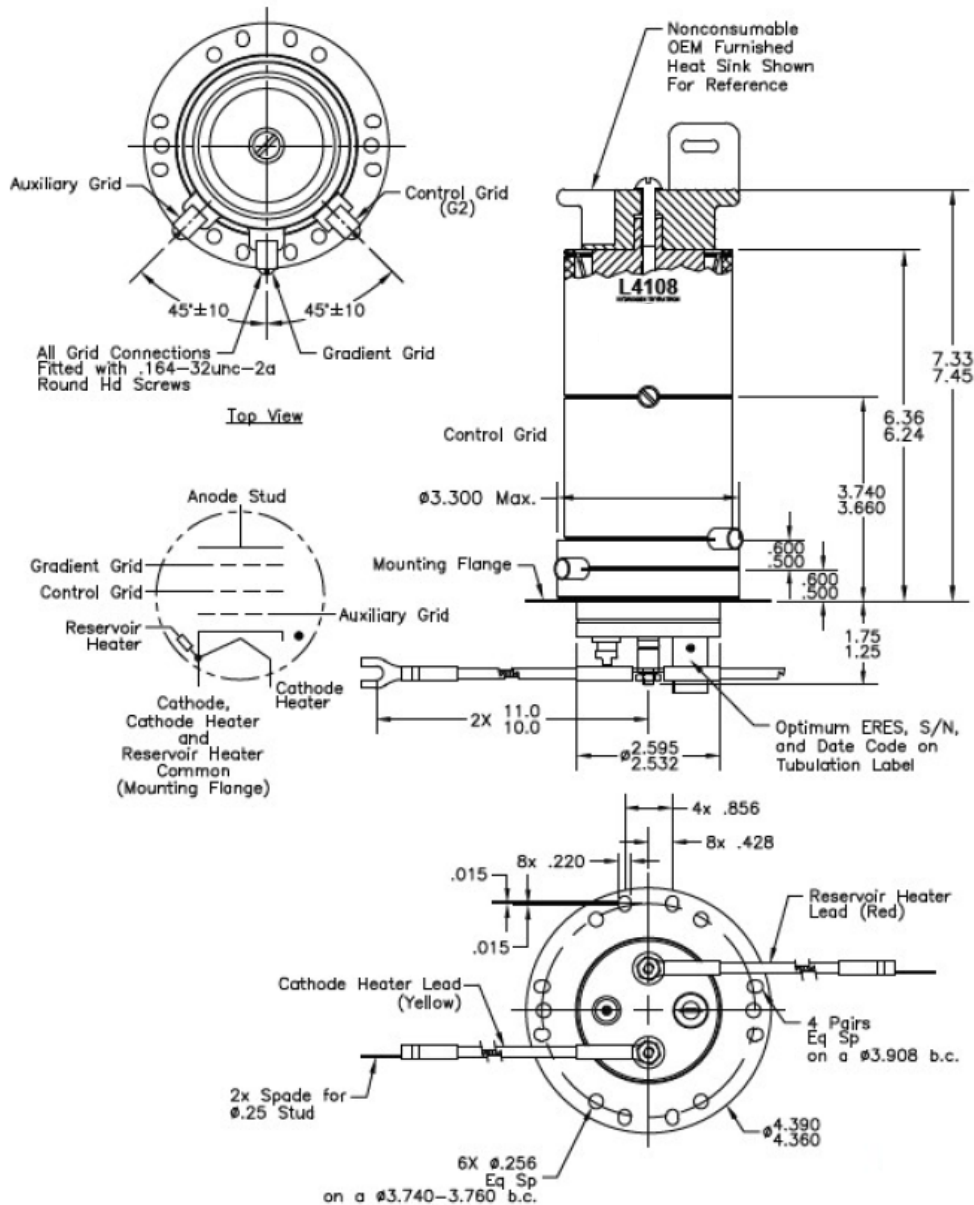 Nonconsumable
OEM Furnished
Heat Sink Shown
For Reference
Auxiliary Grid
Control Grid
(G2)
45°±10
45°±10
All Grid Connections
Fitted with .164-32unc-2a
Round Hd Screws
Gradient Grid
Top View
L4108
7.33
7.45
6.36
6.24
Control Grid
3.740
3.660
ø3.300 Max.
.600
.500
Mounting Flange
.600
.500
1.75
1.25
Anode Stud
Gradient Grid
Control Grid
Auxiliary Grid
Reservoir
Heater
Cathode
Heater
Cathode,
Cathode Heater
and
Reservoir Heater
Common
(Mounting Flange)
2X 11.0
10.0
ø2.595
2.532
Optimum ERES, S/N,
and Date Code on
Tubulation Label
4x .856
8x .428
8x .220
.015
.015
Reservoir Heater
Lead (Red)
Cathode Heater Lead
(Yellow)
4 Pairs
Eq Sp
on a ø3.908 b.c.
2x Spade for
ø.25 Stud
ø4.390
4.360
6X ø.256
Eq Sp
on a ø3.740-3.760 b.c.